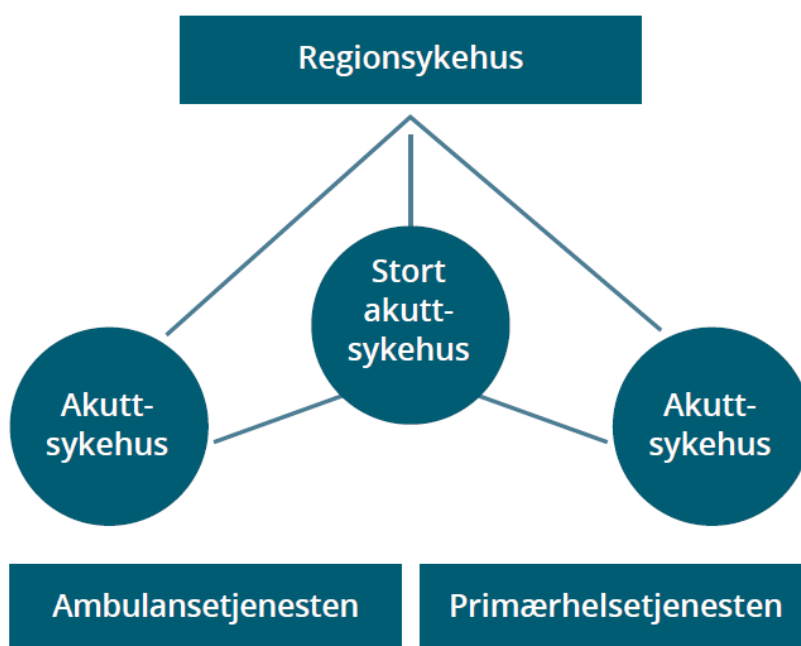 Regionsykehus
Stort
akutt-
sykehus
Akutt-
sykehus
Akutt-
sykehus
Ambulansetjenesten
Primærhelsetjenesten